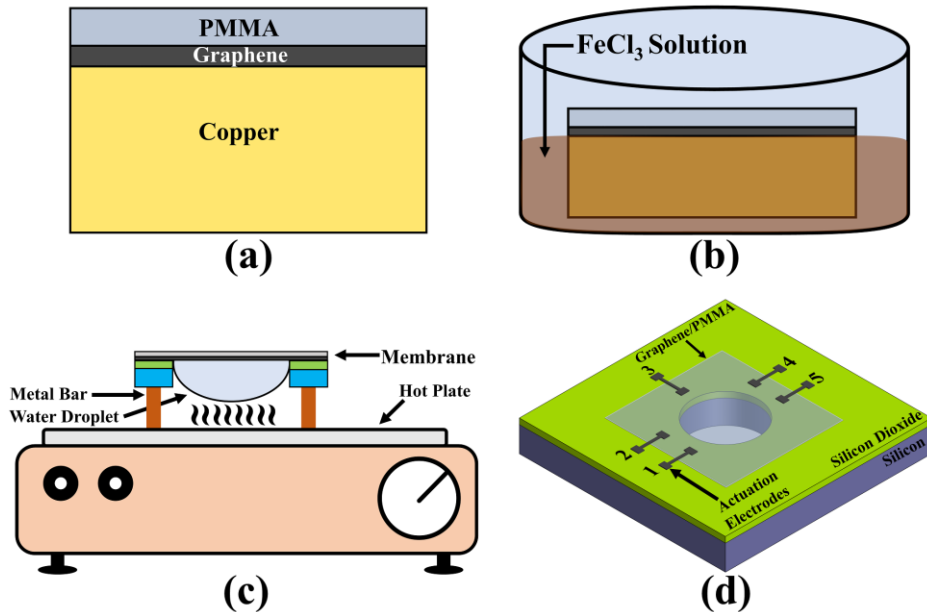 PMMA
Graphene
Copper
(a)
FeCl₃ Solution
(b)
Membrane
Metal Bar
Hot Plate
Water Droplet
(c)
Graphene/PMMA
3
4
5
2
1
Actuation
Electrodes
Silicon Dioxide
Silicon
(d)